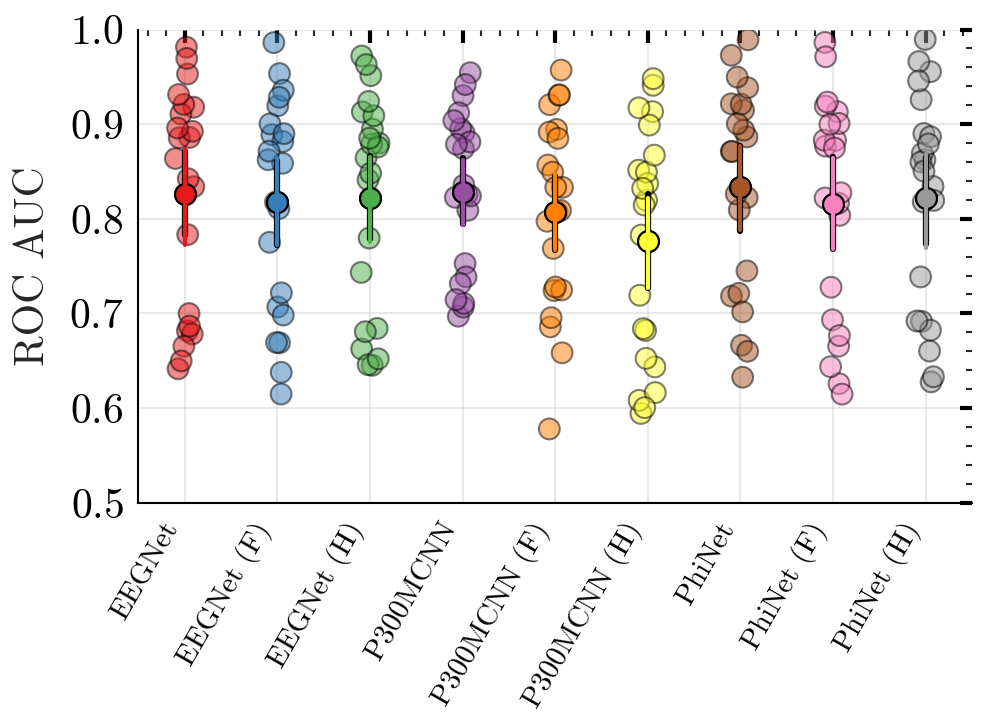 1.0
0.9
0.8
0.7
0.6
0.5
ROC AUC
EEGNet
EEGNet (F)
EEGNet (H)
P300MCNN
P300MCNN (F)
P300MCNN (H)
PhiNet
PhiNet (F)
PhiNet (H)